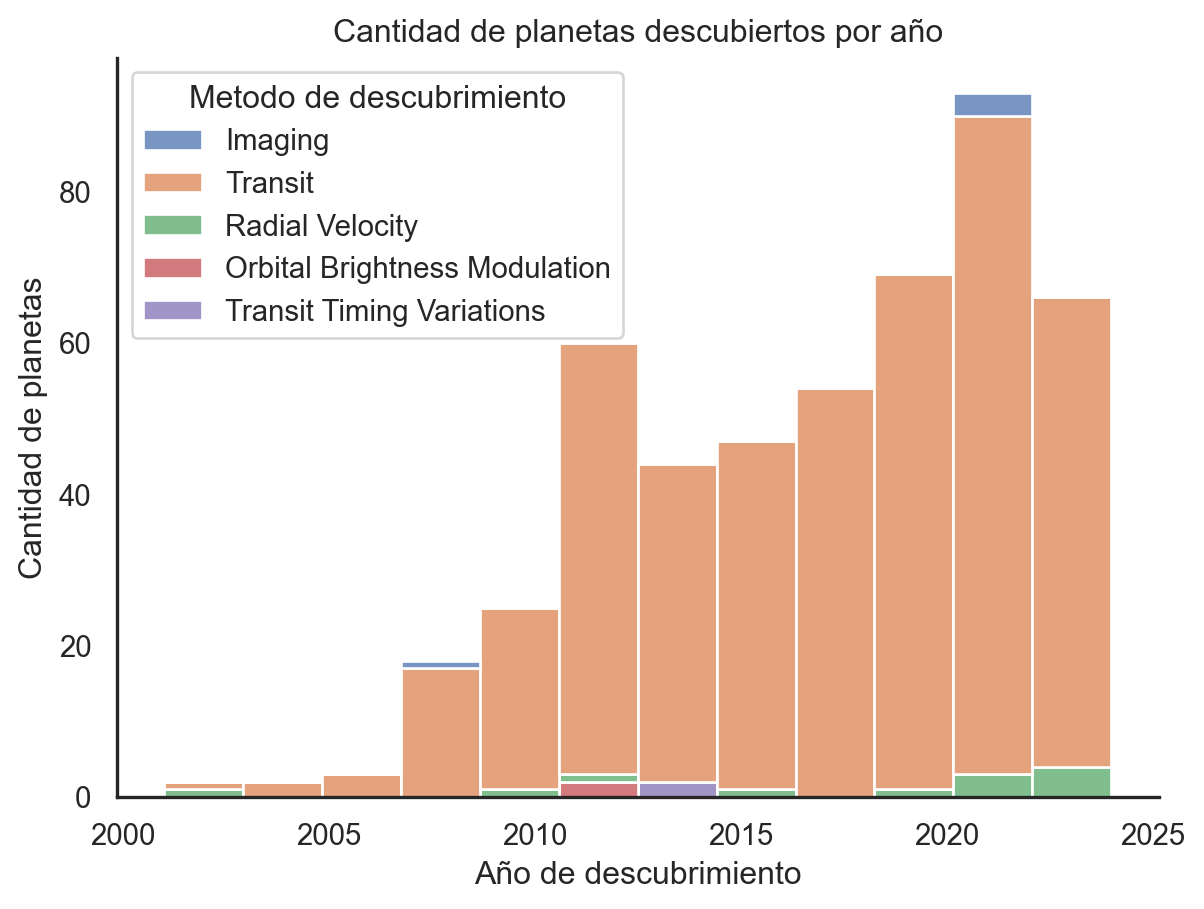 Cantidad de planetas descubiertos por año
Metodo de descubrimiento
Imaging
Transit
Radial Velocity
Orbital Brightness Modulation
Transit Timing Variations
80
60
40
20
0
Cantidad de planetas
2000 2005 2010 2015 2020 2025
Año de descubrimiento